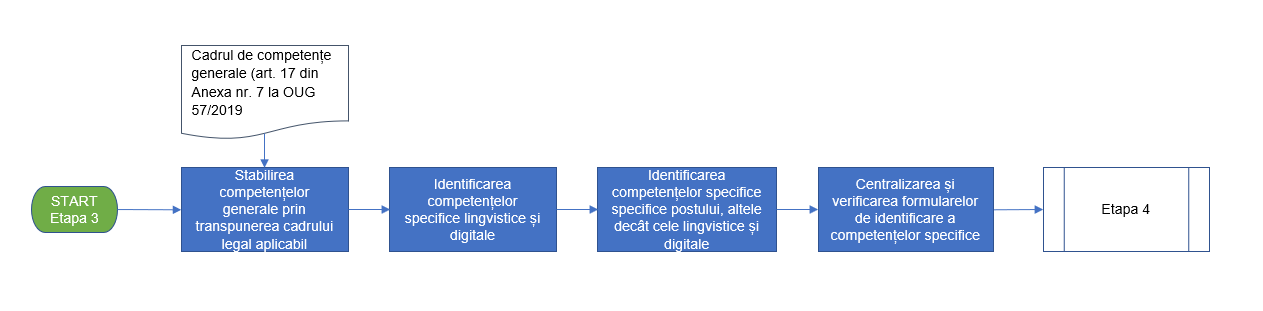 Cadrul de competențe
generale (art. 17 din
Anexa nr. 7 la OUG
57/2019
START
Etapa 3
Stabilirea
competențelor
generale prin
transpunerea cadrului
legal aplicabil
Identificarea
competențelor
specifice lingvistice și
digitale
Identificarea
competențelor specifice
specifice postului, altele
decât cele lingvistice și
digitale
Centralizarea și
verificarea formularelor
de identificare a
competențelor specifice
Etapa 4